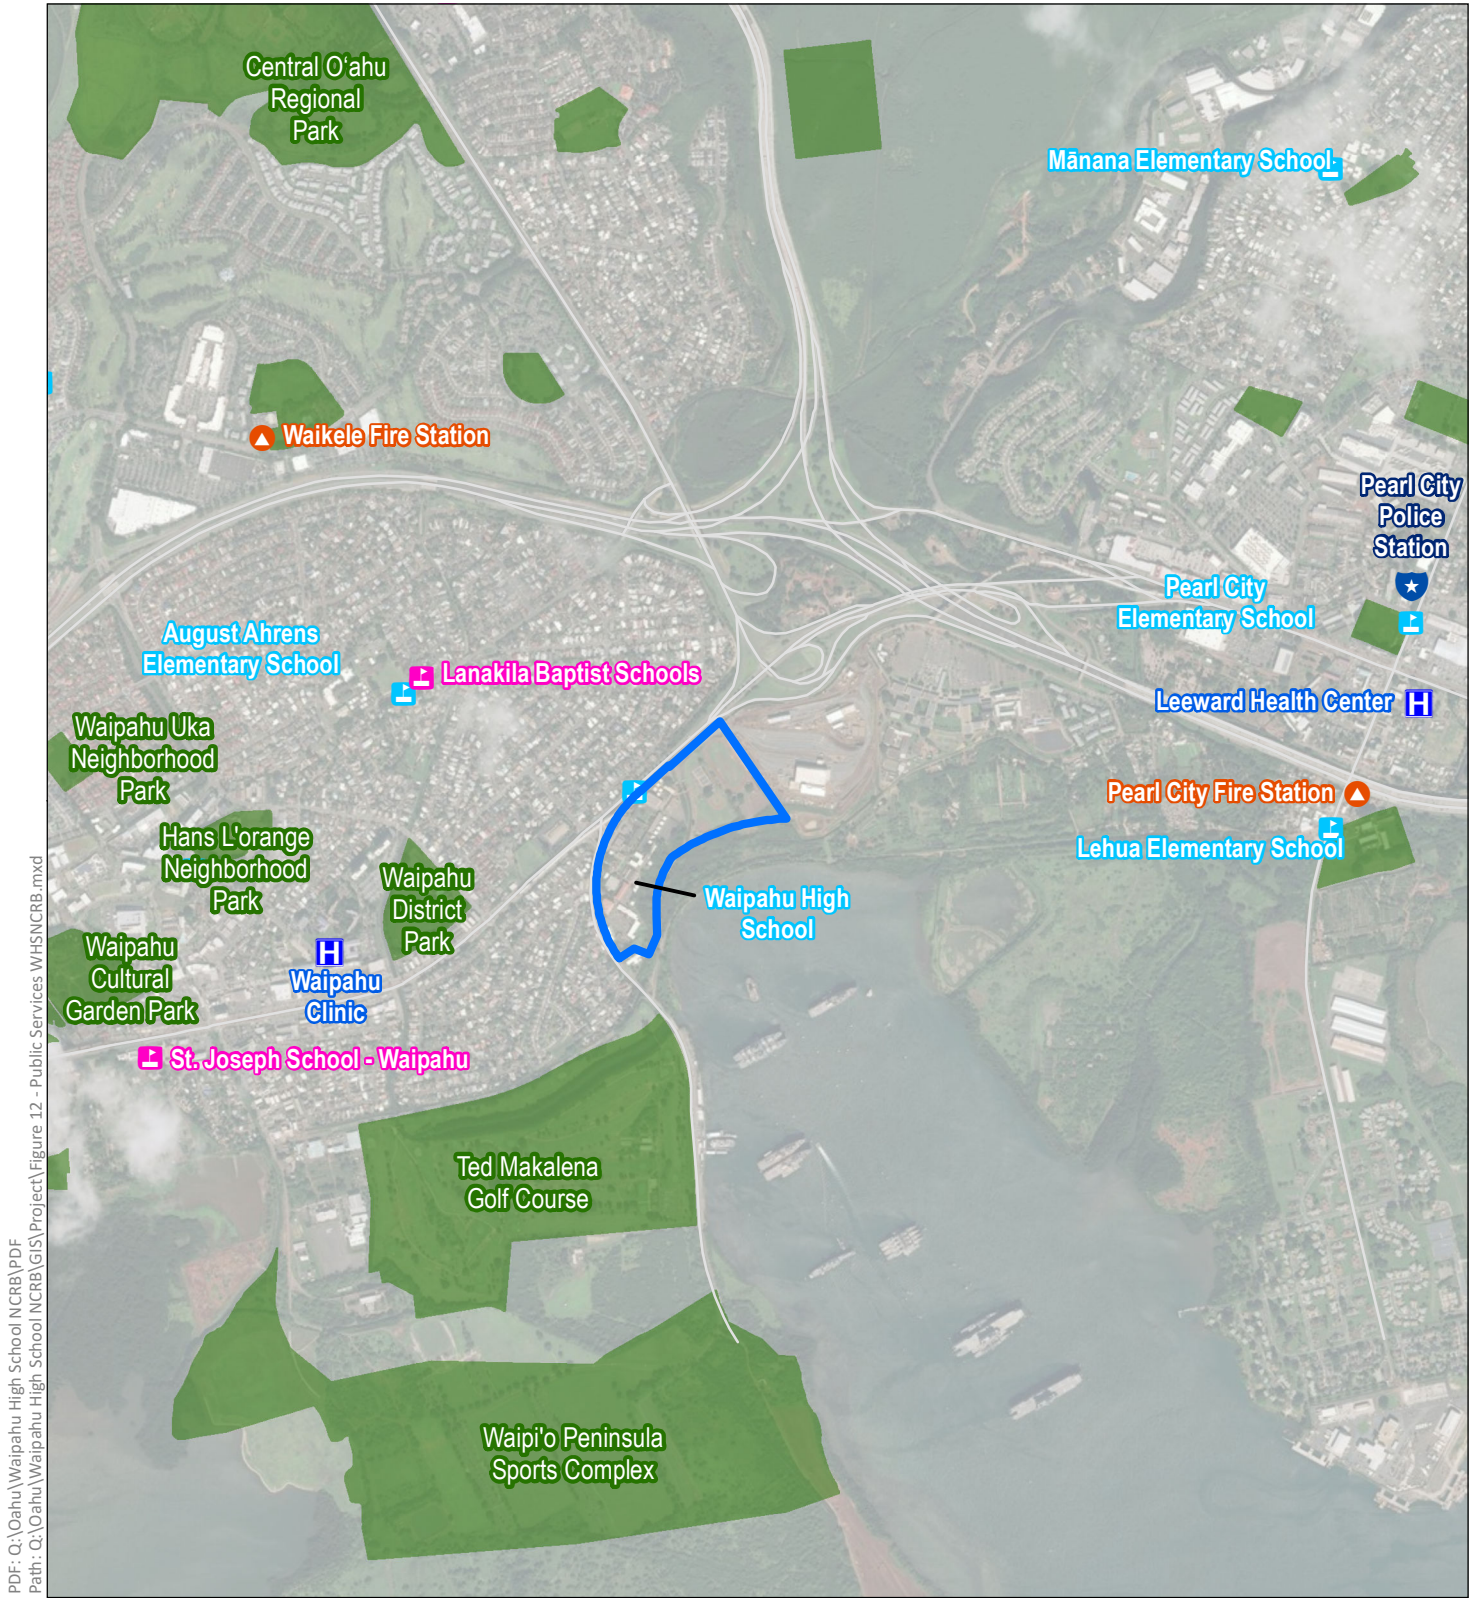 Central O‘ahu
Regional
Park
Mānana Elementary School
Waikele Fire Station
Pearl City
Police
Station
Pearl City
Elementary School
August Ahrens
Elementary School
Lanakila Baptist Schools
Leeward Health Center
Waipahu Uka
Neighborhood
Park
Pearl City Fire Station
Hans L'orange
Neighborhood
Park
Lehua Elementary School
Waipahu
District
Park
Waipahu High
School
Waipahu
Cultural
Garden Park
H
Waipahu
Clinic
H
St. Joseph School - Waipahu
Ted Makalena
Golf Course
Waipi'o Peninsula
Sports Complex
PDF: Q:\Oahu\Waipahu High School NCRB\PDF
Path: Q:\Oahu\Waipahu High School NCRB\GIS\Project\Figure 12 - Public Services WHSNCRB.mxd